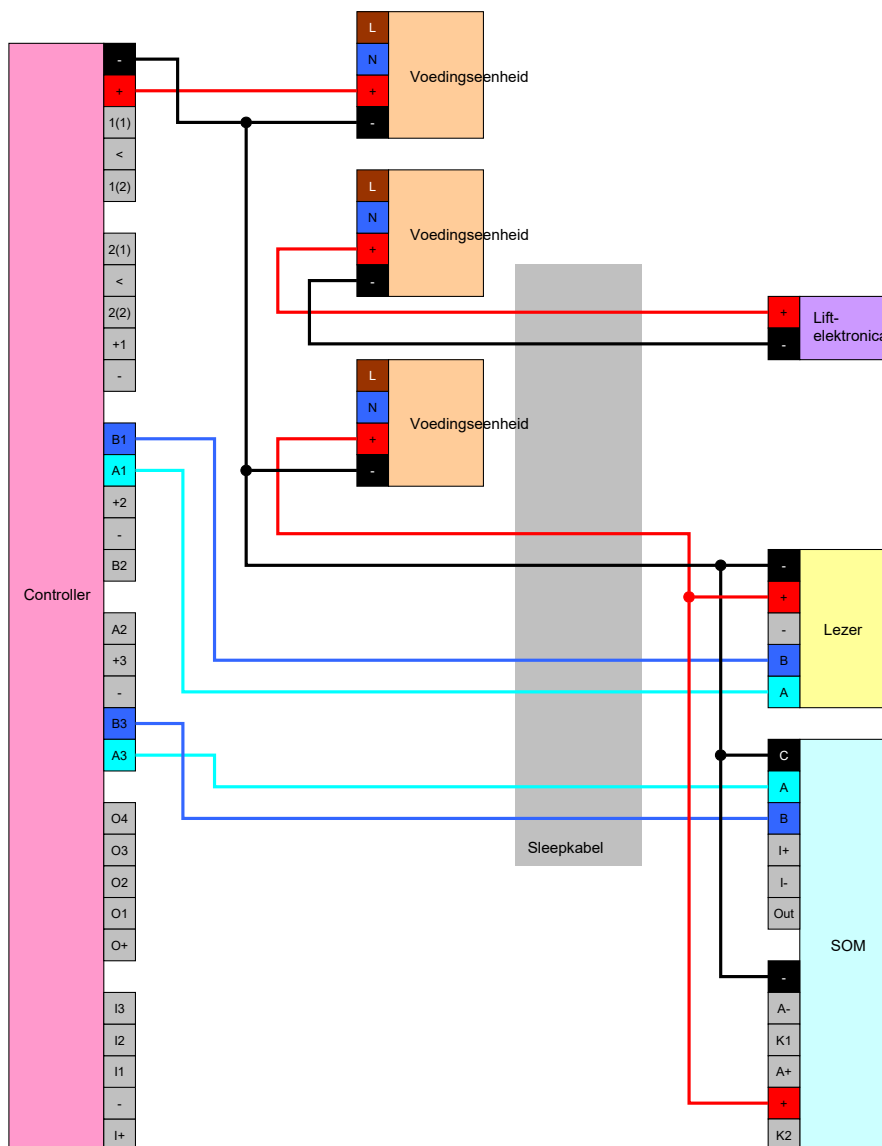 Controller
-
+
1(1)
<
1(2)
2(1)
<
2(2)
+1
-
B1
A1
+2
-
B2
A2
+3
-
B3
A3
O4
O3
O2
O1
O+
I3
I2
I1
-
I+
L
N
+
-
Voedingseenheid
L
N
+
-
Voedingseenheid
L
N
+
-
Voedingseenheid
Sleepkabel
+
-
Lift-
elektronica
-
+
-
B
A
Lezer
C
A
B
I+
I-
Out
-
A-
K1
A+
+
K2
SOM